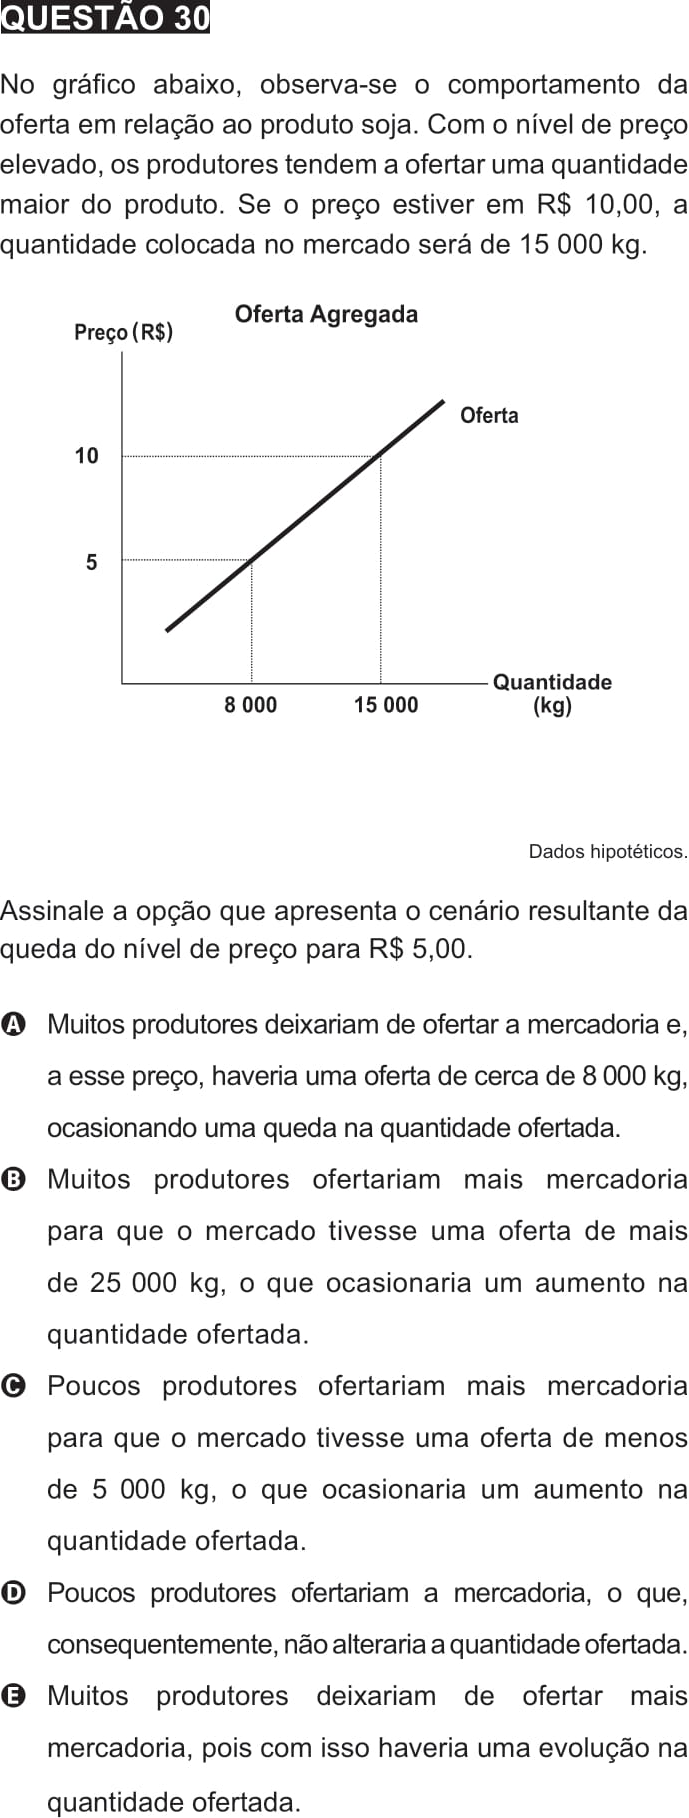 QUESTÃO 30
No gráfico abaixo, observa-se o comportamento da
oferta em relação ao produto soja. Com o nível de preço
elevado, os produtores tendem a ofertar uma quantidade
maior do produto. Se o preço estiver em R$ 10,00, a
quantidade colocada no mercado será de 15 000 kg.
Oferta Agregada
Preço (R$)
Oferta
10
5
Quantidade
8 000 15 000 (kg)
Dados hipotéticos.
Assinale a opção que apresenta o cenário resultante da
queda do nível de preço para R$ 5,00.
A Muitos produtores deixariam de ofertar a mercadoria e,
a esse preço, haveria uma oferta de cerca de 8 000 kg,
ocasionando uma queda na quantidade ofertada.
B Muitos produtores ofertariam mais mercadoria
para que o mercado tivesse uma oferta de mais
de 25 000 kg, o que ocasionaria um aumento na
quantidade ofertada.
C Poucos produtores ofertariam mais mercadoria
para que o mercado tivesse uma oferta de menos
de 5 000 kg, o que ocasionaria um aumento na
quantidade ofertada.
D Poucos produtores ofertariam a mercadoria, o que,
consequentemente, não alteraria a quantidade ofertada.
E Muitos produtores deixariam de ofertar mais
mercadoria, pois com isso haveria uma evolução na
quantidade ofertada.